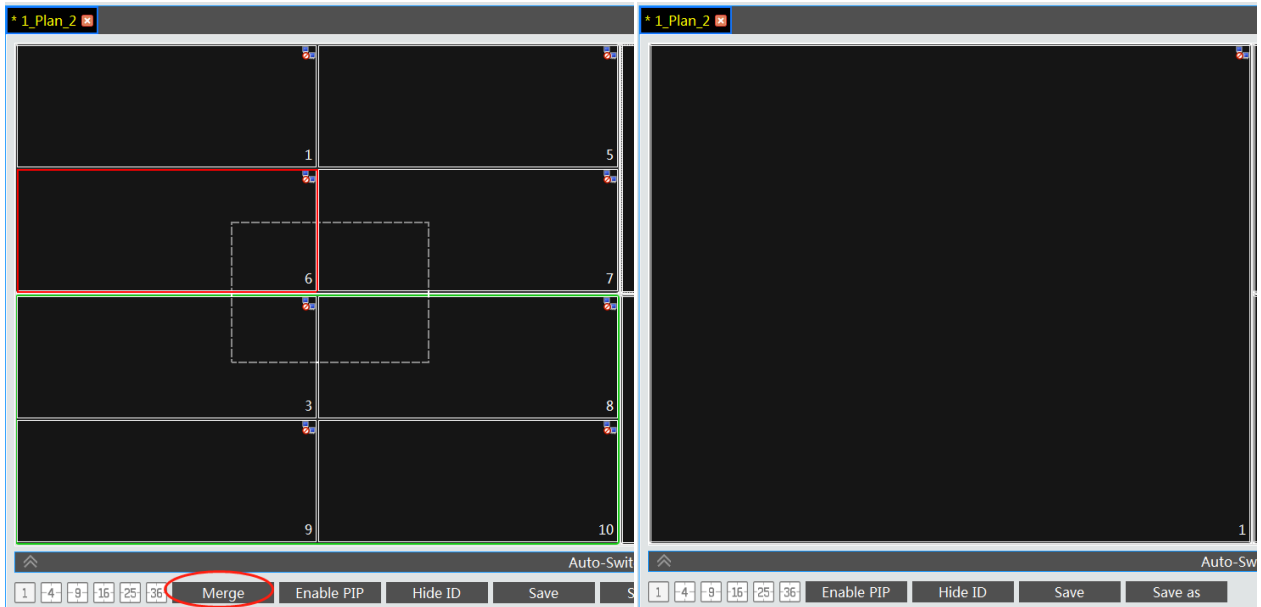 * 1_Plan_2
1
5
6
7
3
8
9
10
Auto-Swit
1 4 9 16 25 36 Merge Enable PIP Hide ID Save S
* 1_Plan_2
1
Auto-Sw
1 4 9 16 25 36 Enable PIP Hide ID Save Save as